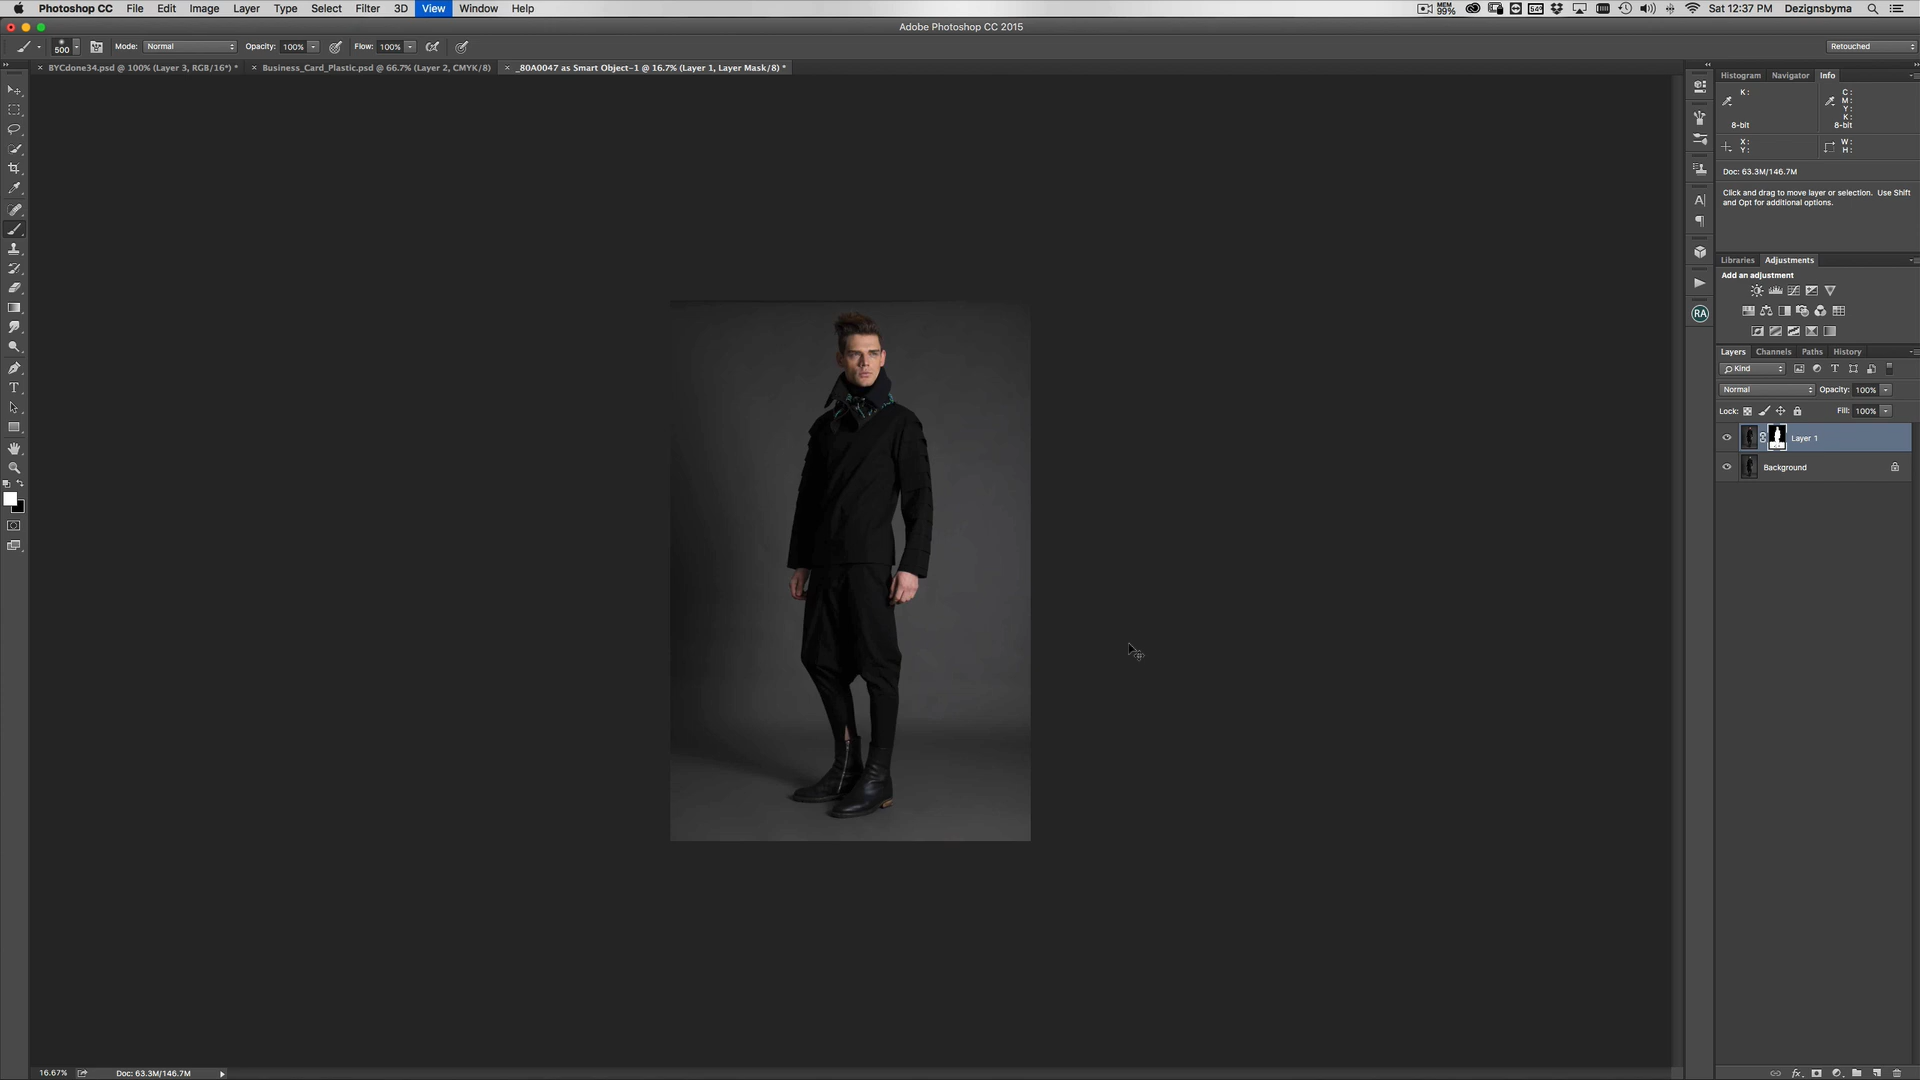 Photoshop CC File Edit Image Layer Type Select Filter 3D View Window Help MEM 99% Sat 12:37 PM Dezignsbyma
Adobe Photoshop CC 2015
500 Mode: Normal Opacity: 100% Flow: 100% Retouched
× BYCdone34.psd @ 100% (Layer 3, RGB/16*) * × Business_Card_Plastic.psd @ 66.7% (Layer 2, CMYK/8) × _80A0047 as Smart Object-1 @ 16.7% (Layer 1, Layer Mask/8) *
Histogram Navigator Info
K: C:
M:
Y:
K:
8-bit 8-bit
X: W:
Y: H:
Doc: 63.3M/146.7M
Click and drag to move layer or selection. Use Shift
and Opt for additional options.
Libraries Adjustments
Add an adjustment
RA
Layers Channels Paths History
Kind
Normal Opacity: 100%
Lock: Fill: 100%
Layer 1
Background
16.67% Doc: 63.3M/146.7M
fx